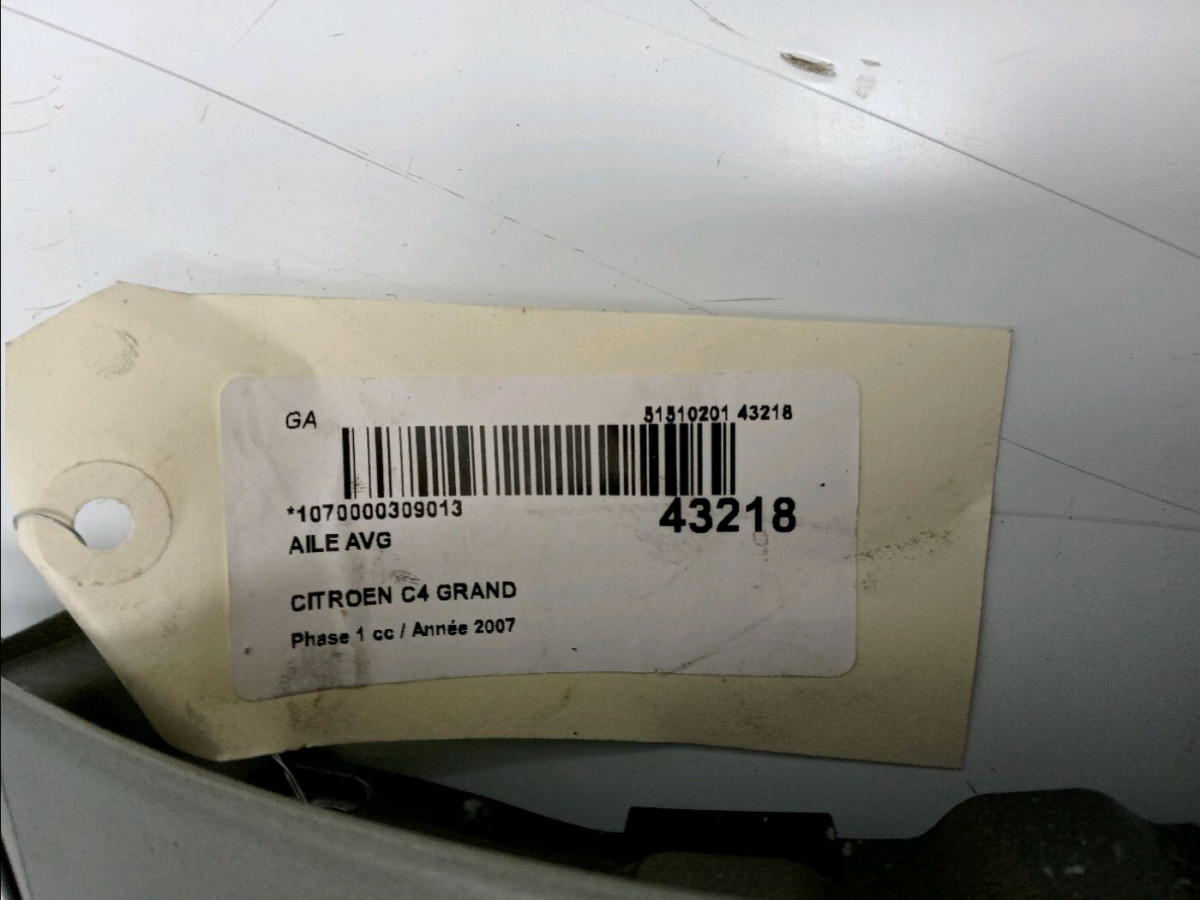 GA 51510201 43218
*1070000309013 43218
AILE AVG
CITROEN C4 GRAND
Phase 1 cc / Année 2007